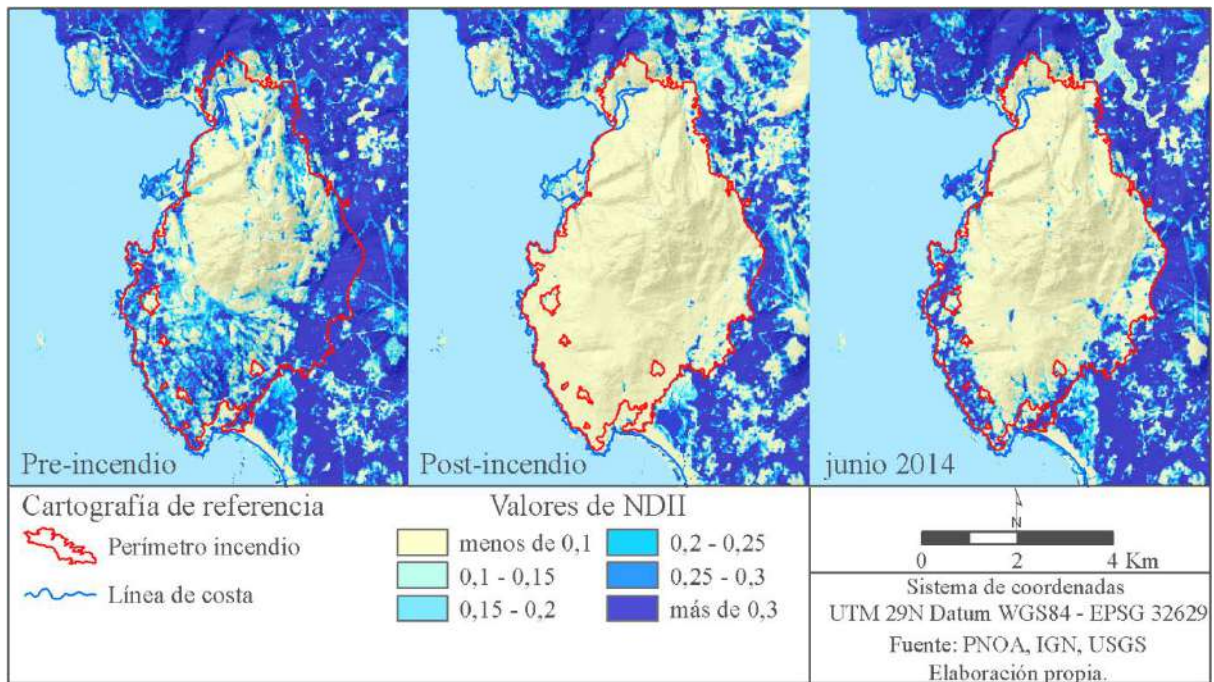 Pre-incendio
Post-incendio
junio 2014
Cartografía de referencia
Perímetro incendio
Línea de costa
Valores de NDII
menos de 0,1
0,1 - 0,15
0,15 - 0,2
0,2 - 0,25
0,25 - 0,3
más de 0,3
N
0 2 4 Km
Sistema de coordenadas
UTM 29N Datum WGS84 - EPSG 32629
Fuente: PNOA, IGN, USGS
Elaboración propia.